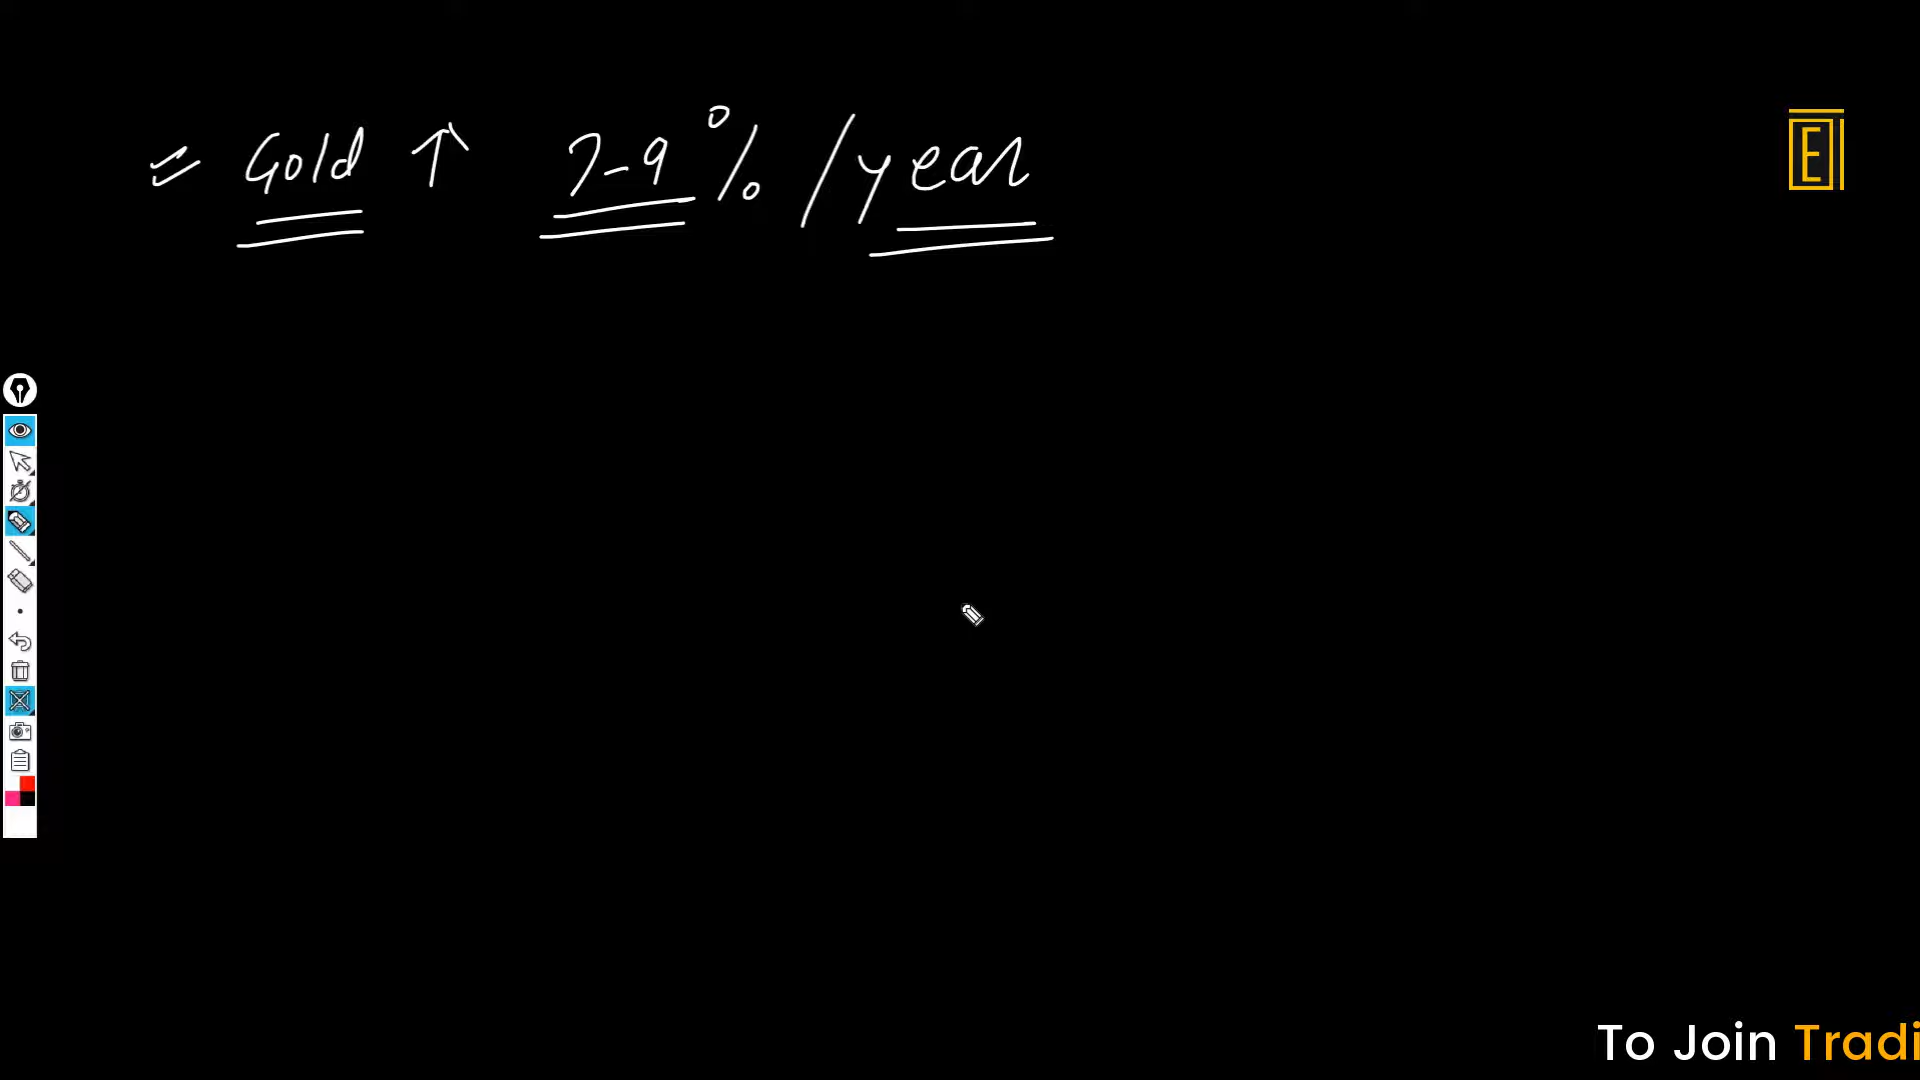 = Gold ↑ 7-9% /year
E
To Join Tradi